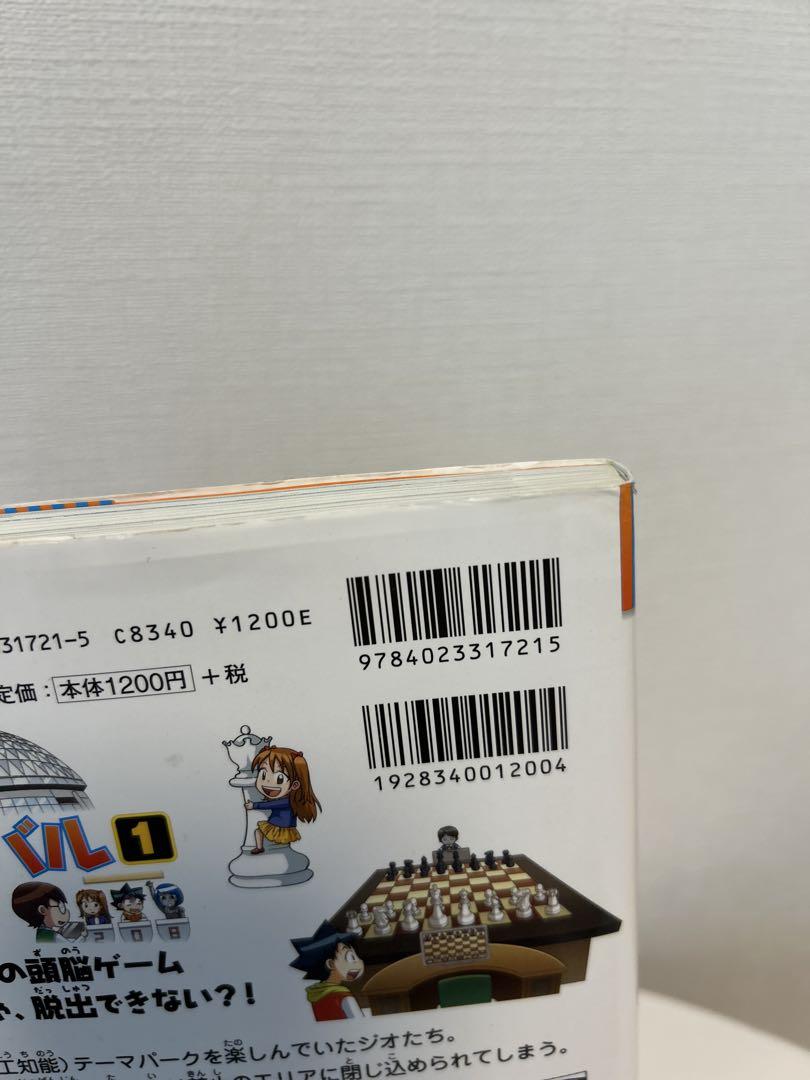 31721-5 C8340 ¥1200E
9784023317215
定価：本体1200円＋税
1928340012004
バル1
208
の頭脳ゲーム
、脱出できない？！
工知能）テーマパークを楽しんでいたジオたち。
のエリアに閉じ込められてしまう。